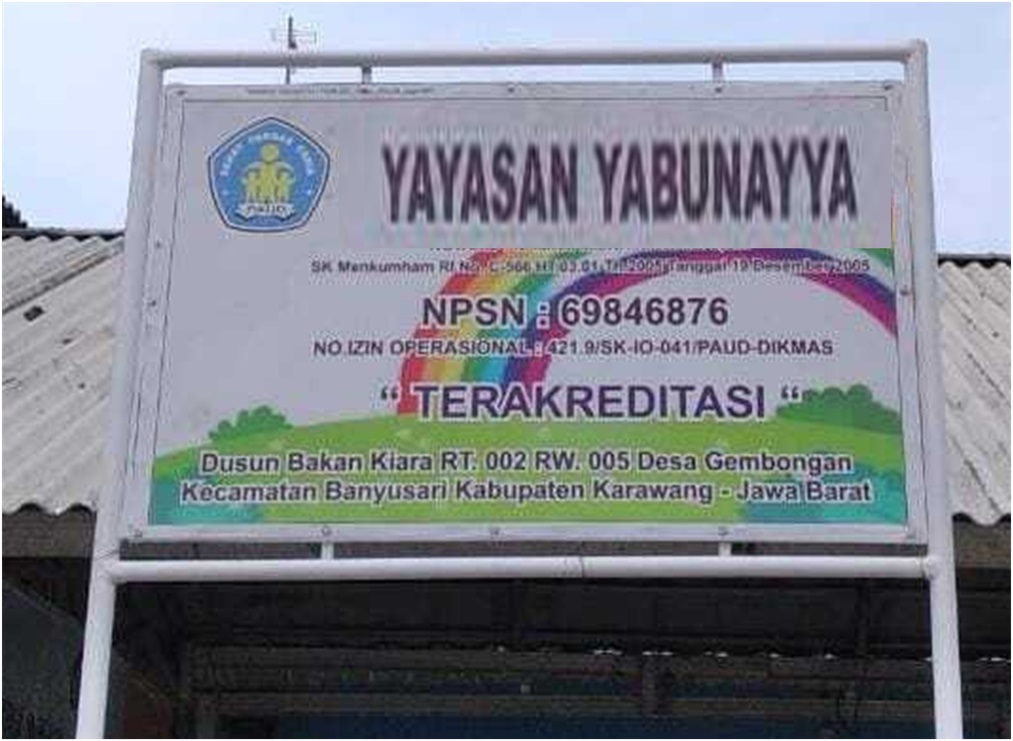 YAYASAN YABUNAYYA
SK Menkumham RI No. C-566.HT.03.01-TH.2005,Tanggal 19 Desember 2005
NPSN : 69846876
NO.IZIN OPERASIONAL : 421.9/SK-IO-041/PAUD-DIKMAS
“ TERAKREDITASI “
Dusun Bakan Kiara RT. 002 RW. 005 Desa Gembongan
Kecamatan Banyusari Kabupaten Karawang - Jawa Barat